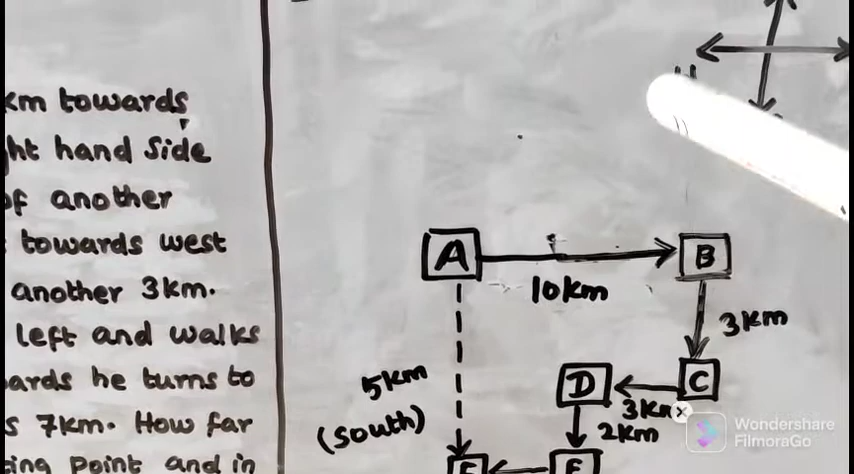 km towards
ht hand side
of another
towards west
another 3km.
left and walks
ards he turns to
s 7km. How far
ing point and in
A
B
10km
3km
5km
(south)
D
C
3km
2km
E
Wondershare
FilmoraGo